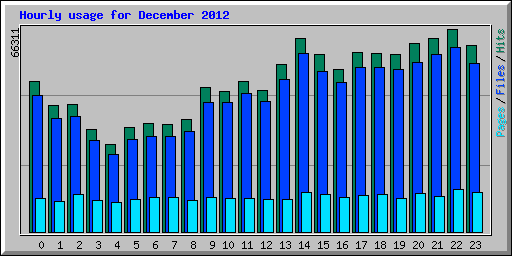 Hourly usage for December 2012
66311
Pages/Files/Hits
0 1 2 3 4 5 6 7 8 9 10 11 12 13 14 15 16 17 18 19 20 21 22 23